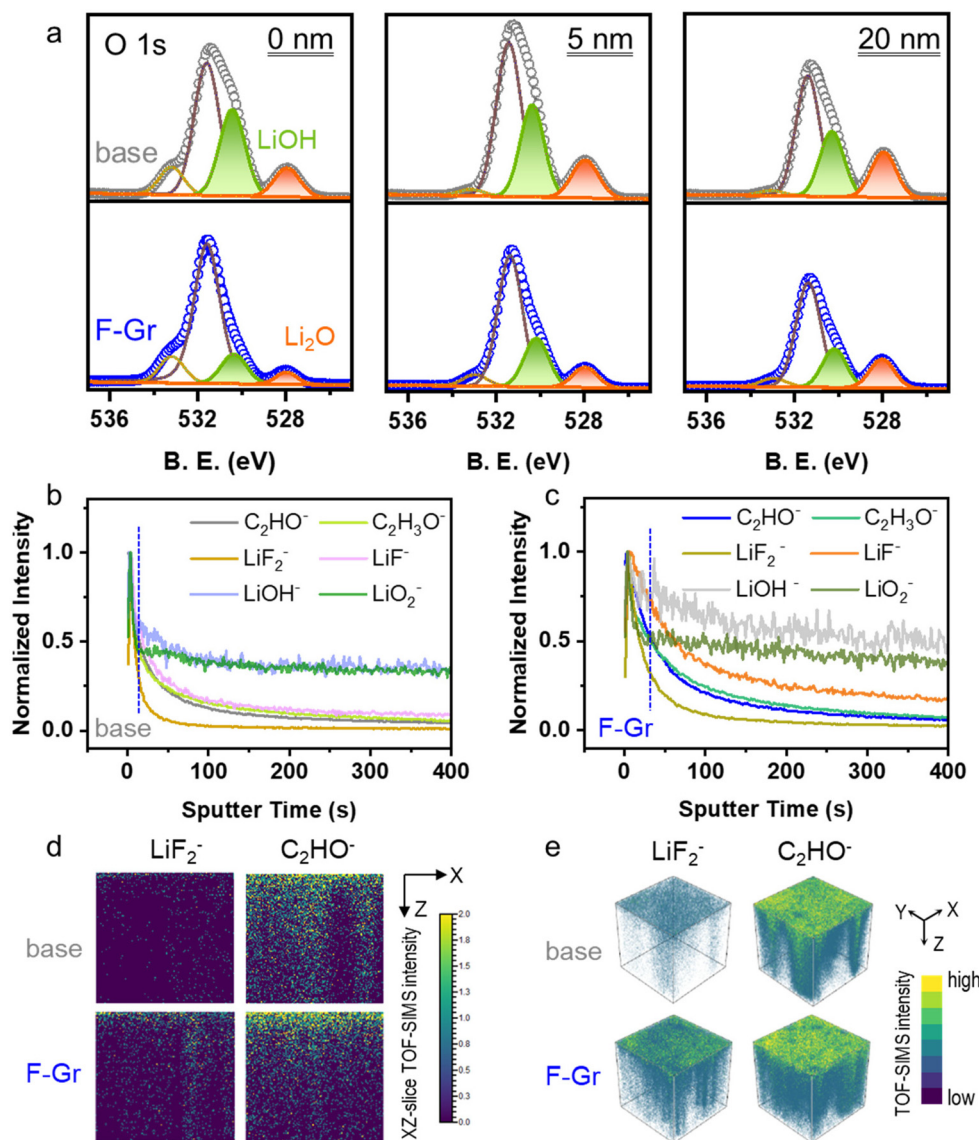 a
O 1s
0 nm
5 nm
20 nm
base
LiOH
F-Gr
Li₂O
536 532 528
536 532 528
536 532 528
B. E. (eV)
B. E. (eV)
B. E. (eV)
b
C₂HO⁻ C₂H₃O⁻
LiF₂⁻ LiF⁻
LiOH⁻ LiO₂⁻
Normalized Intensity
1.0
0.5
0.0
base
0 100 200 300 400
Sputter Time (s)
c
C₂HO⁻ C₂H₃O⁻
LiF₂⁻ LiF⁻
LiOH ⁻ LiO₂⁻
Normalized Intensity
1.0
0.5
0.0
F-Gr
0 100 200 300 400
Sputter Time (s)
d
LiF₂⁻ C₂HO⁻
base
F-Gr
X
Z
2.0
1.8
1.5
1.3
1.0
0.8
0.5
0.3
0.0
XZ-slice TOF-SIMS intensity
e
LiF₂⁻ C₂HO⁻
base
F-Gr
Y X
Z
high
low
TOF-SIMS intensity